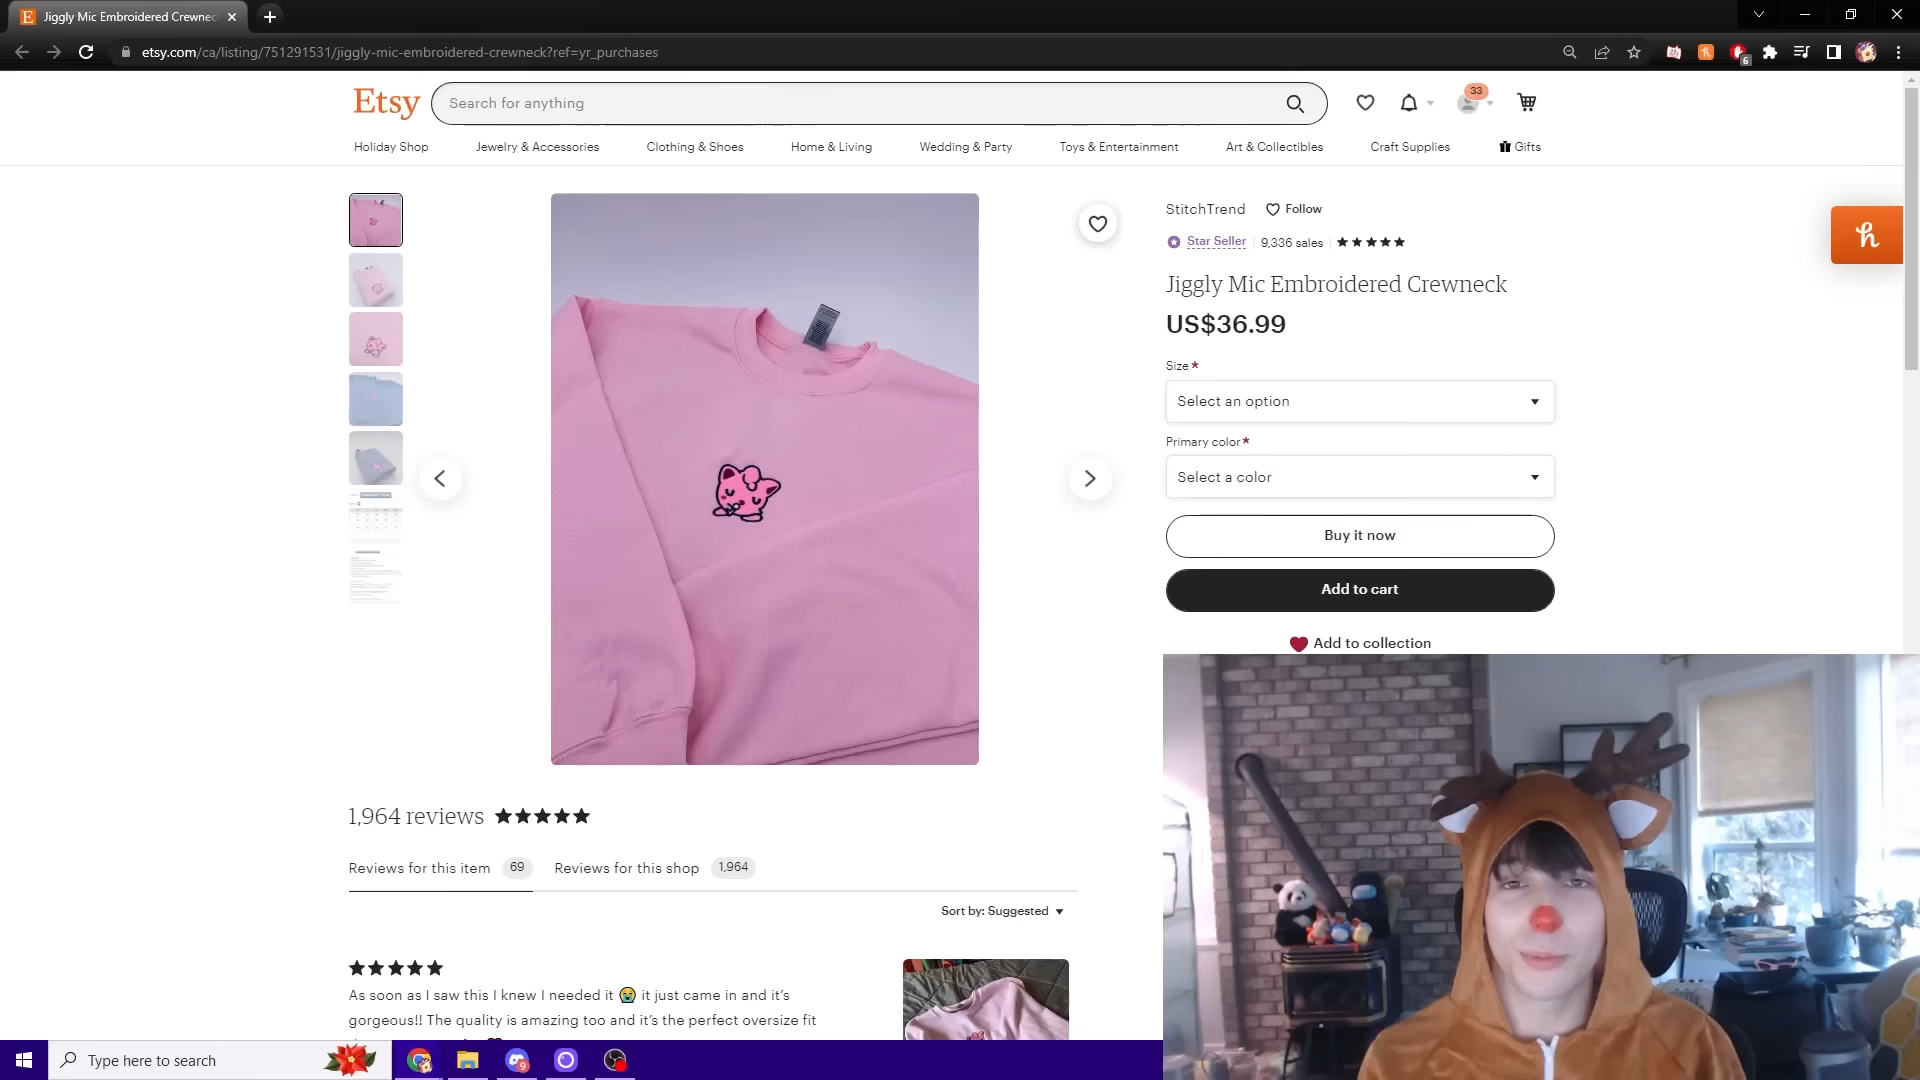 Jiggly Mic Embroidered Crewnec
etsy.com/ca/listing/751291531/jiggly-mic-embroidered-crewneck?ref=yr_purchases
6
Etsy
Search for anything
33
Holiday Shop
Jewelry & Accessories
Clothing & Shoes
Home & Living
Wedding & Party
Toys & Entertainment
Art & Collectibles
Craft Supplies
Gifts
StitchTrend
Follow
Star Seller
9,336 sales
Jiggly Mic Embroidered Crewneck
US$36.99
Size *
Select an option
Primary color *
Select a color
Buy it now
Add to cart
Add to collection
1,964 reviews
Reviews for this item 69
Reviews for this shop 1,964
Sort by: Suggested
As soon as I saw this I knew I needed it 😭 it just came in and it's
gorgeous!! The quality is amazing too and it's the perfect oversize fit
Type here to search
9